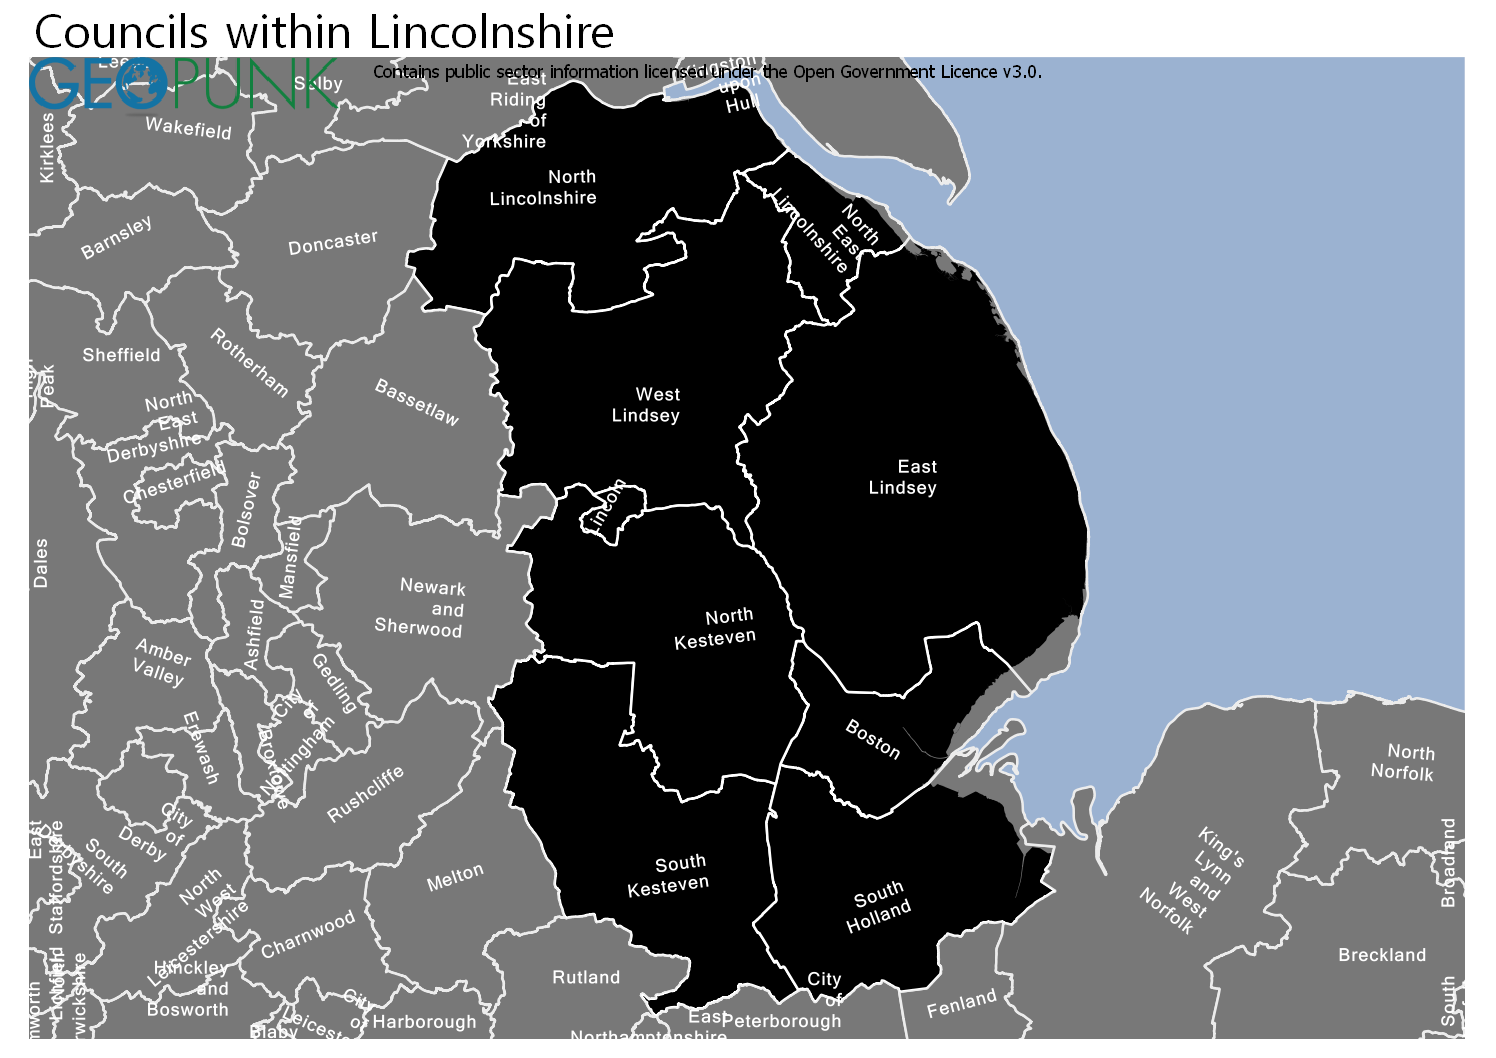 Councils within Lincolnshire
GEOPUNK
Contains public sector information licensed under the Open Government Licence v3.0.
Selby
East
Riding
of
Yorkshire
Kingston
upon
Hull
Kirklees
Wakefield
North
Lincolnshire
Barnsley
Doncaster
North
East
Lincolnshire
Sheffield
Rotherham
Peak
Bassetlaw
West
Lindsey
North
East
Derbyshire
Chesterfield
Bolsover
East
Lindsey
Lincoln
Dales
Mansfield
Newark
and
Sherwood
North
Kesteven
Ashfield
Amber
Valley
Gedling
City
of
Nottingham
Erewash
Boston
North
Norfolk
Rushcliffe
City
of
Derby
East
Staffordshire
South
Derbyshire
King's
Lynn
and
West
Norfolk
Broadland
Melton
South
Kesteven
South
Holland
North
West
Leicestershire
Charnwood
Breckland
Lichfield
Hinckley
and
Bosworth
Rutland
City
of
Peterborough
Fenland
South
City
of
Leicester
Blaby
Harborough
East
Northamptonshire